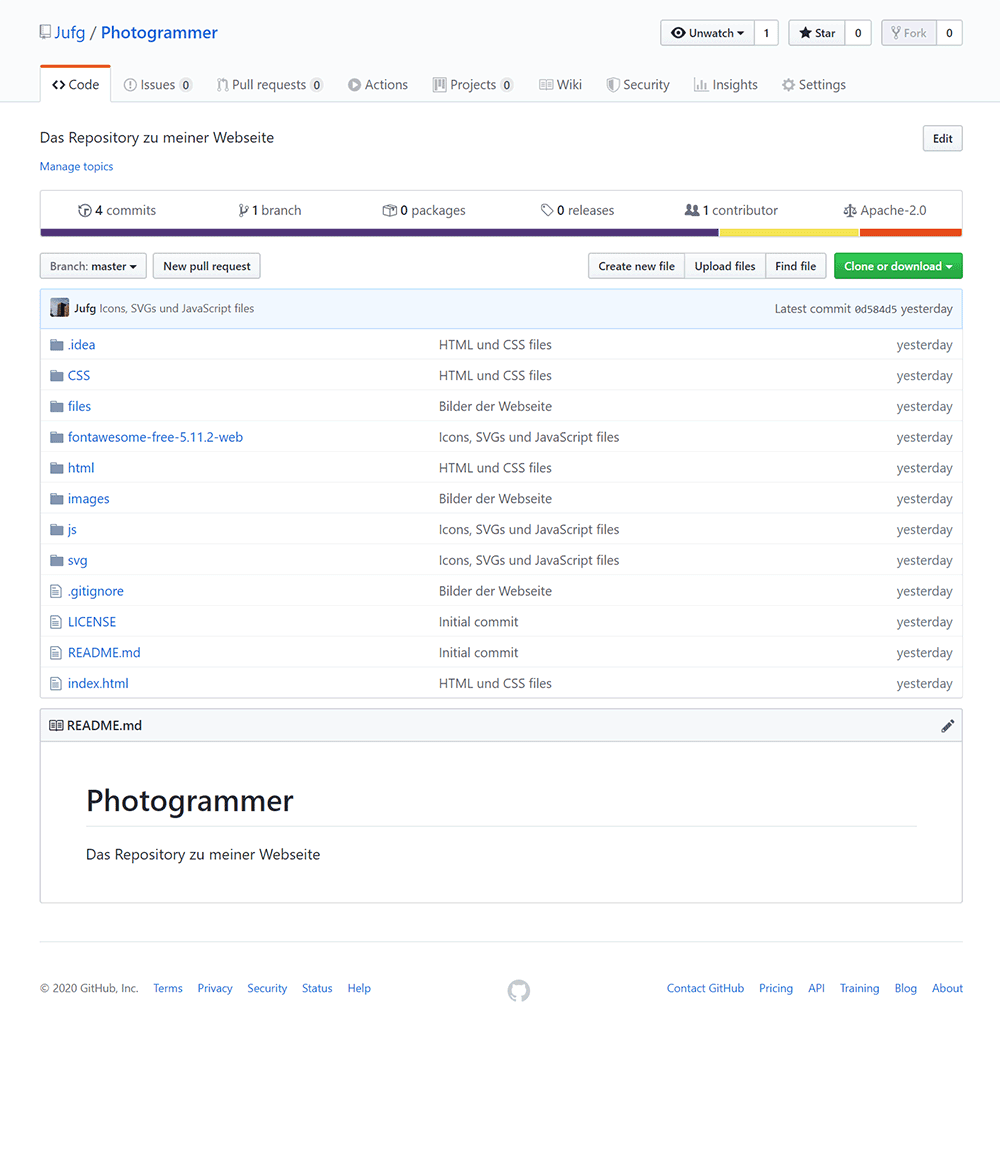 Jufg / Photogrammer Unwatch 1 Star 0 Fork 0
Code Issues 0 Pull requests 0 Actions Projects 0 Wiki Security Insights Settings
Das Repository zu meiner Webseite Edit
Manage topics
4 commits 1 branch 0 packages 0 releases 1 contributor Apache-2.0
Branch: master New pull request Create new file Upload files Find file Clone or download
Jufg Icons, SVGs und JavaScript files Latest commit 0d584d5 yesterday
.idea HTML und CSS files yesterday
CSS HTML und CSS files yesterday
files Bilder der Webseite yesterday
fontawesome-free-5.11.2-web Icons, SVGs und JavaScript files yesterday
html HTML und CSS files yesterday
images Bilder der Webseite yesterday
js Icons, SVGs und JavaScript files yesterday
svg Icons, SVGs und JavaScript files yesterday
.gitignore Bilder der Webseite yesterday
LICENSE Initial commit yesterday
README.md Initial commit yesterday
index.html HTML und CSS files yesterday
README.md
Photogrammer
Das Repository zu meiner Webseite
© 2020 GitHub, Inc. Terms Privacy Security Status Help Contact GitHub Pricing API Training Blog About